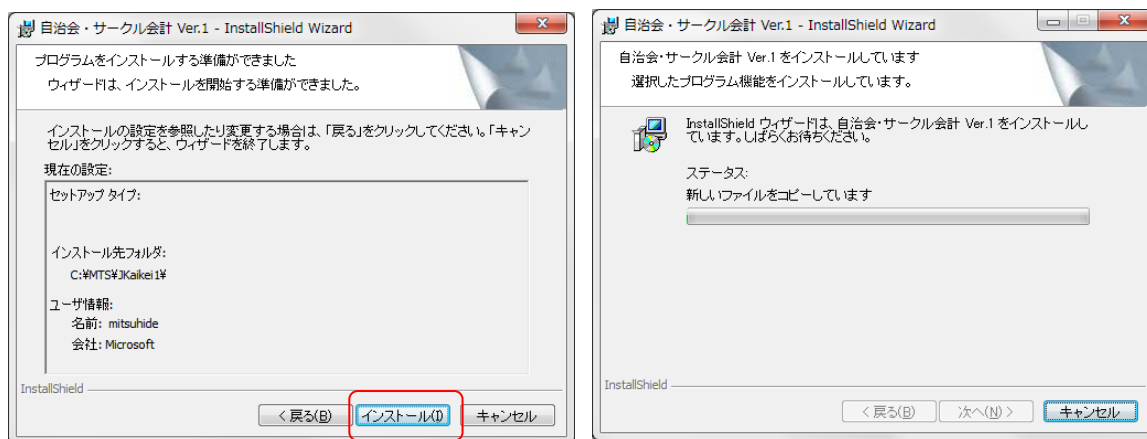 自治会・サークル会計 Ver.1 - InstallShield Wizard
プログラムをインストールする準備ができました
ウィザードは、インストールを開始する準備ができました。
インストールの設定を参照したり変更する場合は、「戻る」をクリックしてください。「キャン
セル」をクリックすると、ウィザードを終了します。
現在の設定:
セットアップ タイプ:
インストール先フォルダ:
C:¥MTS¥JKaikei1¥
ユーザ情報:
名前: mitsuhide
会社: Microsoft
InstallShield
< 戻る(B)
インストール(I)
キャンセル
自治会・サークル会計 Ver.1 - InstallShield Wizard
自治会・サークル会計 Ver.1 をインストールしています
選択したプログラム機能をインストールしています。
InstallShield ウィザードは、自治会・サークル会計 Ver.1 をインストールし
ています。しばらくお待ちください。
ステータス:
新しいファイルをコピーしています
InstallShield
< 戻る(B)
次へ(N) >
キャンセル